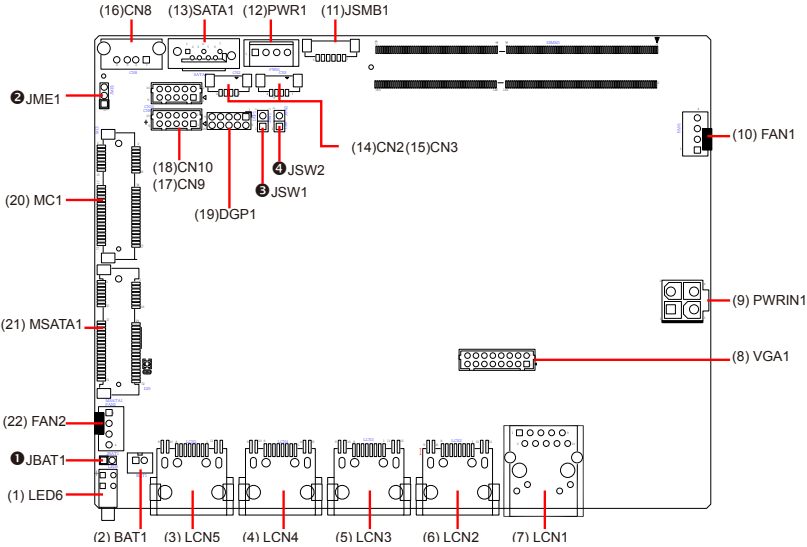 (16)CN8 (13)SATA1 (12)PWR1 (11)JSMB1
❷JME1
(10) FAN1
(14)CN2(15)CN3
(18)CN10
(17)CN9
❹JSW2
❸JSW1
(20) MC1
(19)DGP1
(9) PWRIN1
(21) MSATA1
(8) VGA1
(22) FAN2
❶JBAT1
(1) LED6
(2) BAT1 (3) LCN5 (4) LCN4 (5) LCN3 (6) LCN2 (7) LCN1